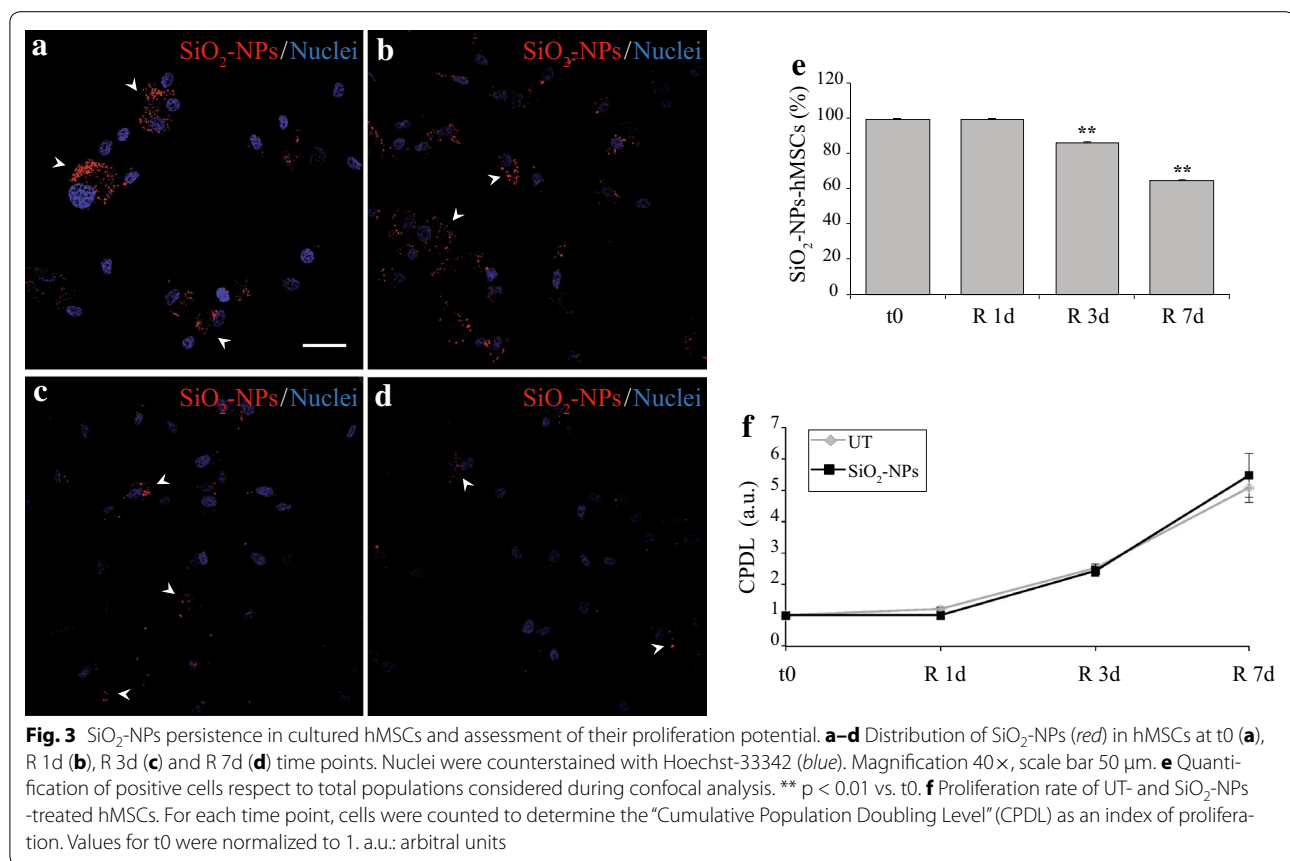 a
SiO₂-NPs/Nuclei
b
SiO₂-NPs/Nuclei
c
SiO₂-NPs/Nuclei
d
SiO₂-NPs/Nuclei
e
SiO₂-NPs-hMSCs (%)
120
100
80
60
40
20
0
**
**
t0 R 1d R 3d R 7d
f
UT
SiO₂-NPs
CPDL (a.u.)
7
6
5
4
3
2
1
0
t0 R 1d R 3d R 7d
Fig. 3 SiO₂-NPs persistence in cultured hMSCs and assessment of their proliferation potential. a–d Distribution of SiO₂-NPs (red) in hMSCs at t0 (a),
R 1d (b), R 3d (c) and R 7d (d) time points. Nuclei were counterstained with Hoechst-33342 (blue). Magnification 40×, scale bar 50 μm. e Quanti-
fication of positive cells respect to total populations considered during confocal analysis. ** p < 0.01 vs. t0. f Proliferation rate of UT- and SiO₂-NPs
-treated hMSCs. For each time point, cells were counted to determine the “Cumulative Population Doubling Level” (CPDL) as an index of prolifera-
tion. Values for t0 were normalized to 1. a.u.: arbitral units